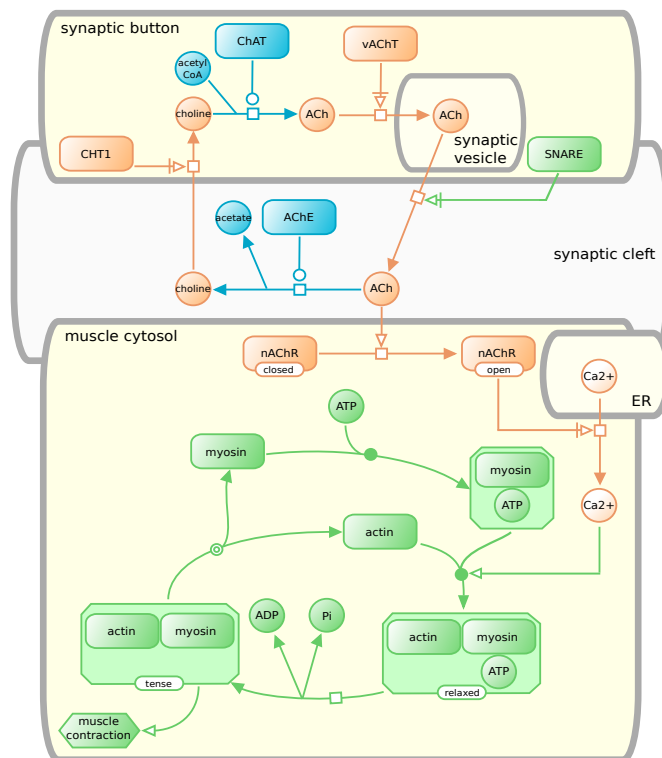 synaptic button
ChAT
vAChT
acetyl
CoA
choline
ACh
ACh
synaptic
vesicle
CHT1
SNARE
acetate
AChE
synaptic cleft
choline
ACh
muscle cytosol
nAChR
closed
nAChR
open
Ca2+
ER
ATP
myosin
myosin
ATP
Ca2+
actin
ADP
Pi
actin
myosin
tense
actin
myosin
ATP
relaxed
muscle
contraction